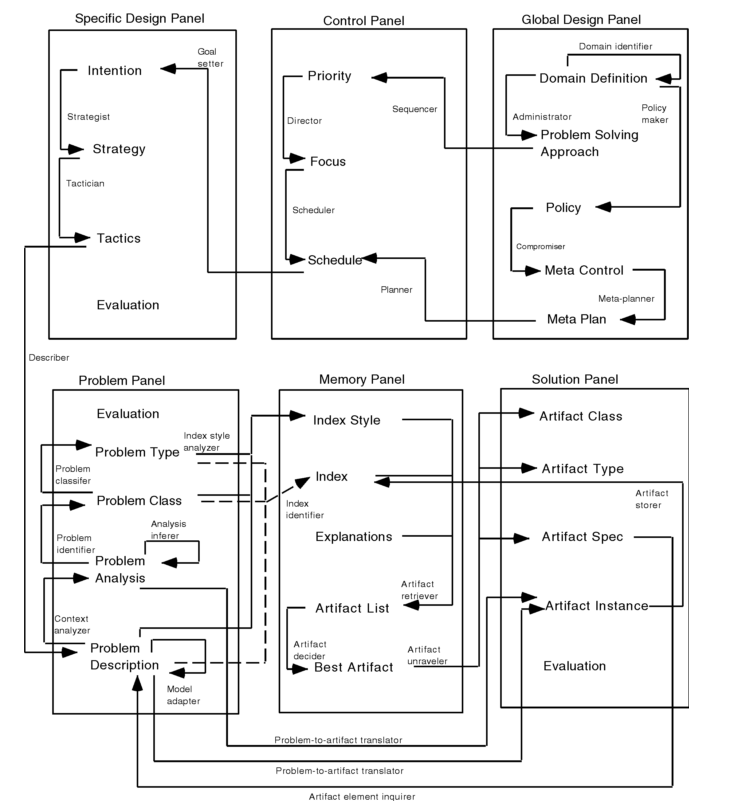 Specific Design Panel
Control Panel
Global Design Panel
Intention
Goal
setter
Strategist
Strategy
Tactician
Tactics
Evaluation
Priority
Sequencer
Director
Focus
Scheduler
Schedule
Planner
Domain identifier
Domain Definition
Policy
maker
Administrator
Problem Solving
Approach
Policy
Compromiser
Meta Control
Meta-planner
Meta Plan
Describer
Problem Panel
Memory Panel
Solution Panel
Evaluation
Index style
analyzer
Problem Type
Problem
classifer
Problem Class
Analysis
inferer
Problem
identifier
Problem
Analysis
Context
analyzer
Problem
Description
Model
adapter
Index Style
Index
Index
identifier
Explanations
Artifact
retriever
Artifact List
Artifact
decider
Best Artifact
Artifact
unraveler
Artifact Class
Artifact Type
Artifact
storer
Artifact Spec
Artifact Instance
Evaluation
Problem-to-artifact translator
Problem-to-artifact translator
Artifact element inquirer